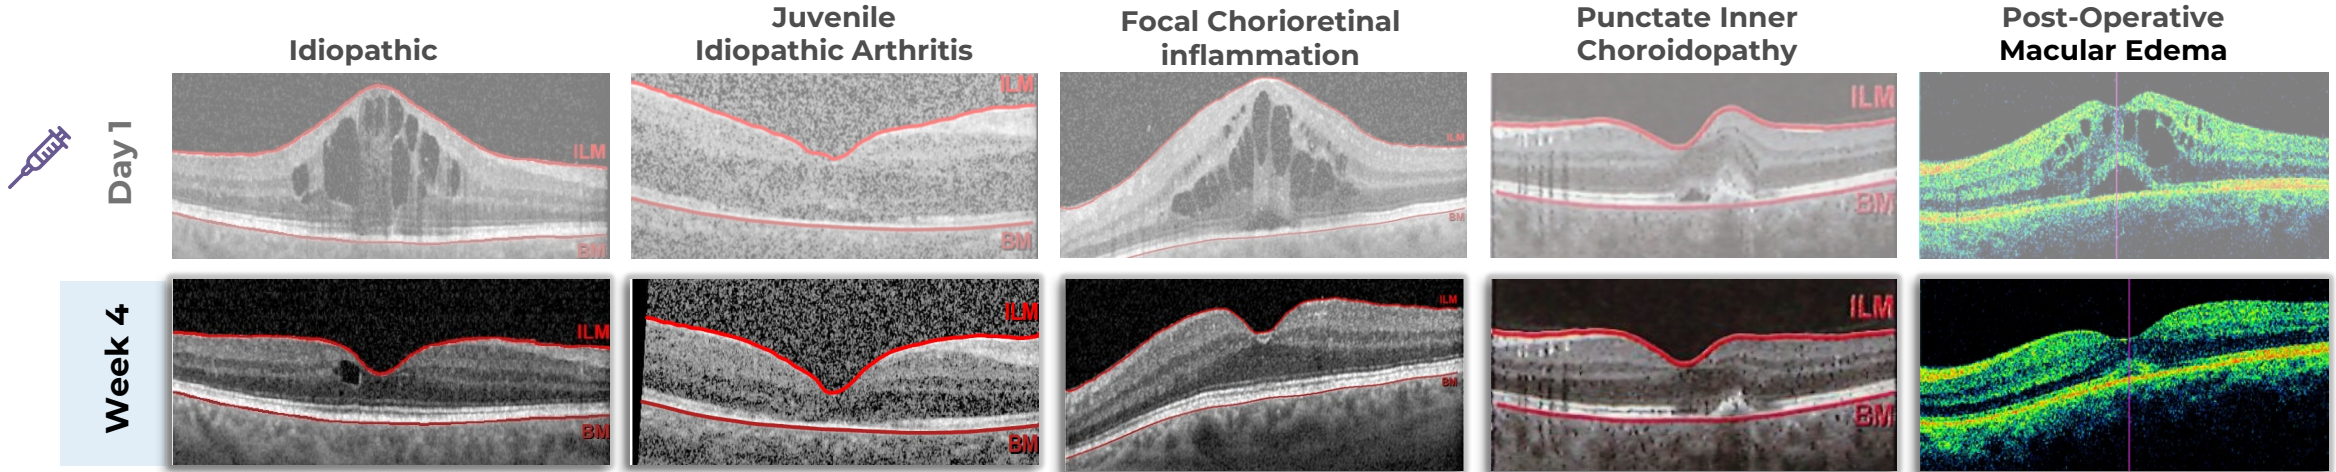 Idiopathic
Juvenile
Idiopathic Arthritis
Focal Chorioretinal
inflammation
Punctate Inner
Choroidopathy
Post-Operative
Macular Edema
Day 1
ILM
BM
ILM
BM
ILM
BM
ILM
BM
Week 4
ILM
BM
ILM
BM
ILM
BM
ILM
BM